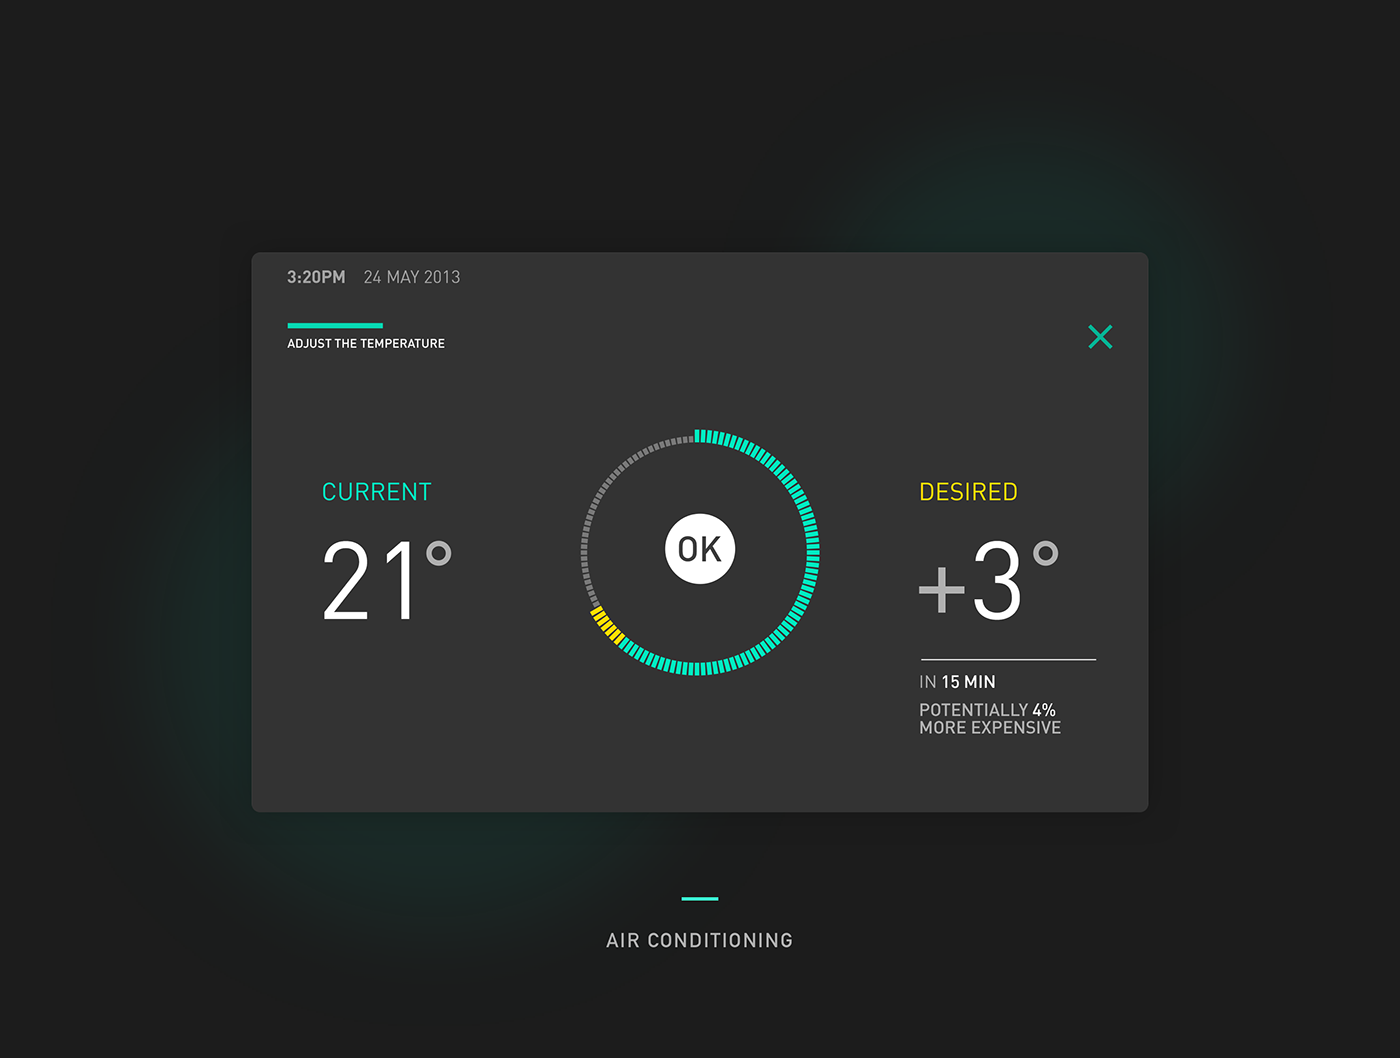 3:20PM 24 MAY 2013
ADJUST THE TEMPERATURE
CURRENT
21°
OK
DESIRED
+3°
IN 15 MIN
POTENTIALLY 4%
MORE EXPENSIVE
AIR CONDITIONING